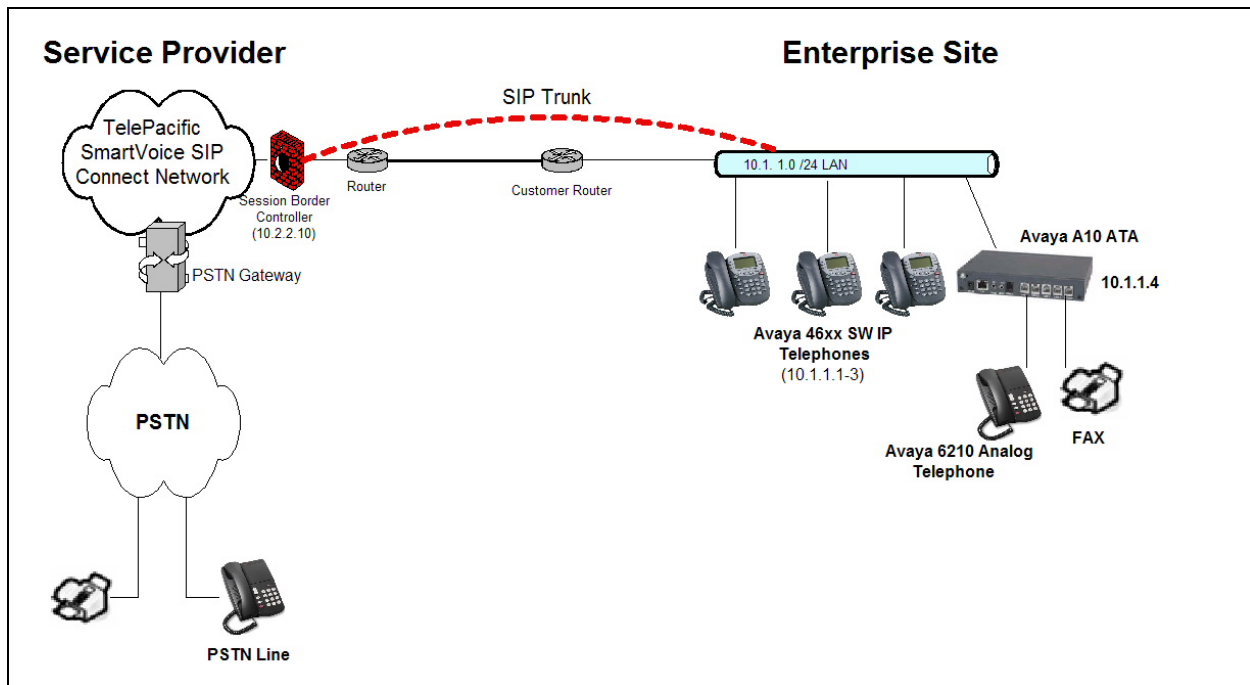 Service Provider
Enterprise Site
SIP Trunk
TelePacific
SmartVoice SIP
Connect Network
Session Border
Controller
(10.2.2.10)
Router
Customer Router
10.1. 1.0 /24 LAN
PSTN Gateway
Avaya A10 ATA
10.1.1.4
Avaya 46xx SW IP
Telephones
(10.1.1.1-3)
PSTN
Avaya 6210 Analog
Telephone
FAX
PSTN Line